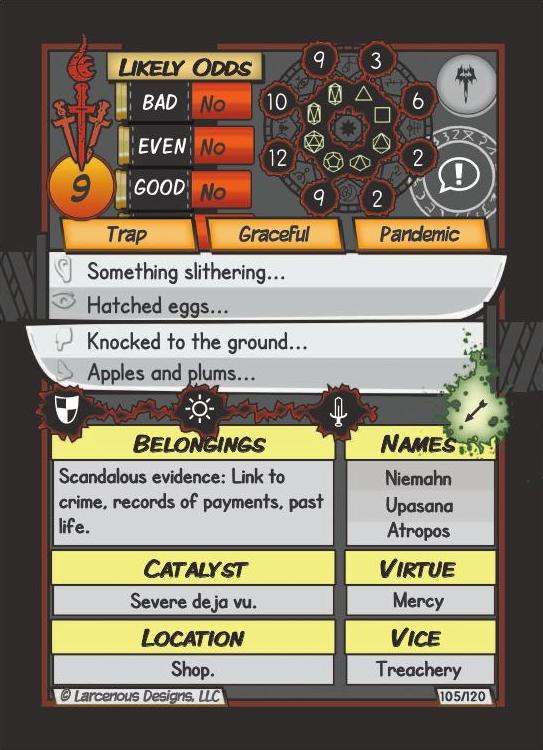 LIKELY ODDS
BAD No
EVEN No
GOOD No
9
9 3
10 6
12 2
9 2
!
Trap Graceful Pandemic
Something slithering...
Hatched eggs...
Knocked to the ground...
Apples and plums...
BELONGINGS
Scandalous evidence: Link to
crime, records of payments, past
life.
NAMES
Niemahn
Upasana
Atropos
CATALYST
Severe deja vu.
VIRTUE
Mercy
LOCATION
Shop.
VICE
Treachery
© Larcenous Designs, LLC
105/120